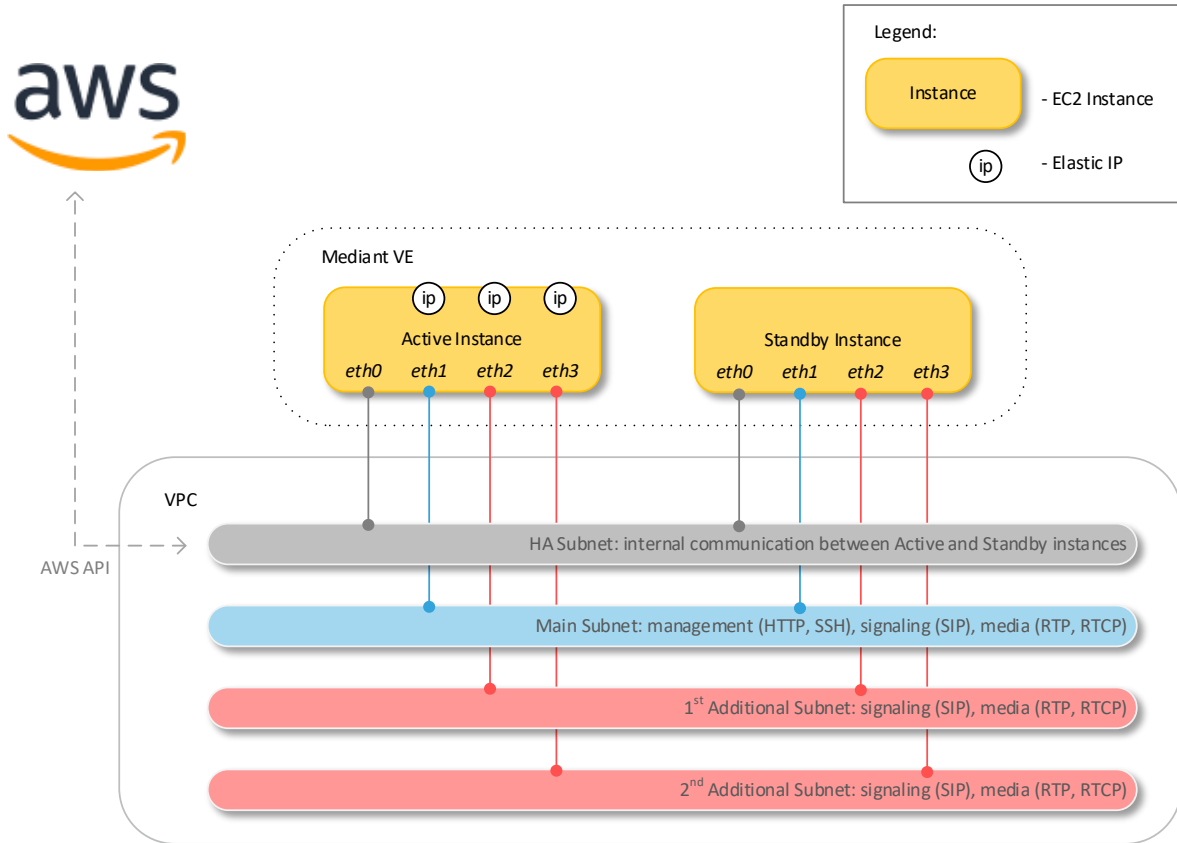 Legend:
aws
Instance
- EC2 Instance
ip
- Elastic IP
Mediant VE
ip ip ip
Active Instance
Standby Instance
eth0 eth1 eth2 eth3
eth0 eth1 eth2 eth3
VPC
HA Subnet: internal communication between Active and Standby instances
AWS API
Main Subnet: management (HTTP, SSH), signaling (SIP), media (RTP, RTCP)
1st Additional Subnet: signaling (SIP), media (RTP, RTCP)
2nd Additional Subnet: signaling (SIP), media (RTP, RTCP)